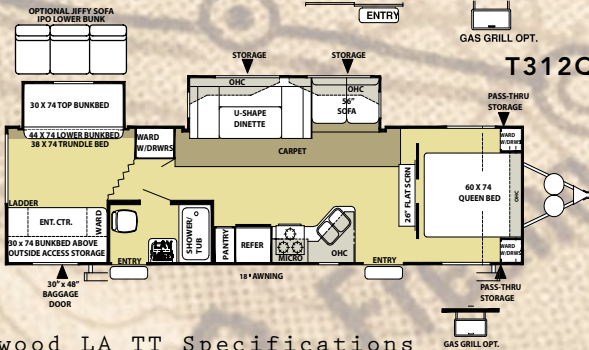 OPTIONAL JIFFY SOFA
IPO LOWER BUNK
ENTRY
GAS GRILL OPT.
T312Q
STORAGE
STORAGE
PASS-THRU
STORAGE
OHC
OHC
30 X 74 TOP BUNKBED
U-SHAPE
DINETTE
56"
SOFA
44 X 74 LOWER BUNKBED
38 X 74 TRUNDLE BED
WARD
W/DRWRS
WARD
W/DRWS
CARPET
LADDER
ENT. CTR.
WARD
26" FLAT SCRN
60 X 74
QUEEN BED
OHC
30 x 74 BUNKBED ABOVE
OUTSIDE ACCESS STORAGE
LAV
MED
SHOWER/
TUB
PANTRY
REFER
MICRO
OHC
WARD
W/DRWS
ENTRY
ENTRY
18' AWNING
30" x 48"
BAGGAGE
DOOR
PASS-THRU
STORAGE
GAS GRILL OPT.
wood LA TT Specifications